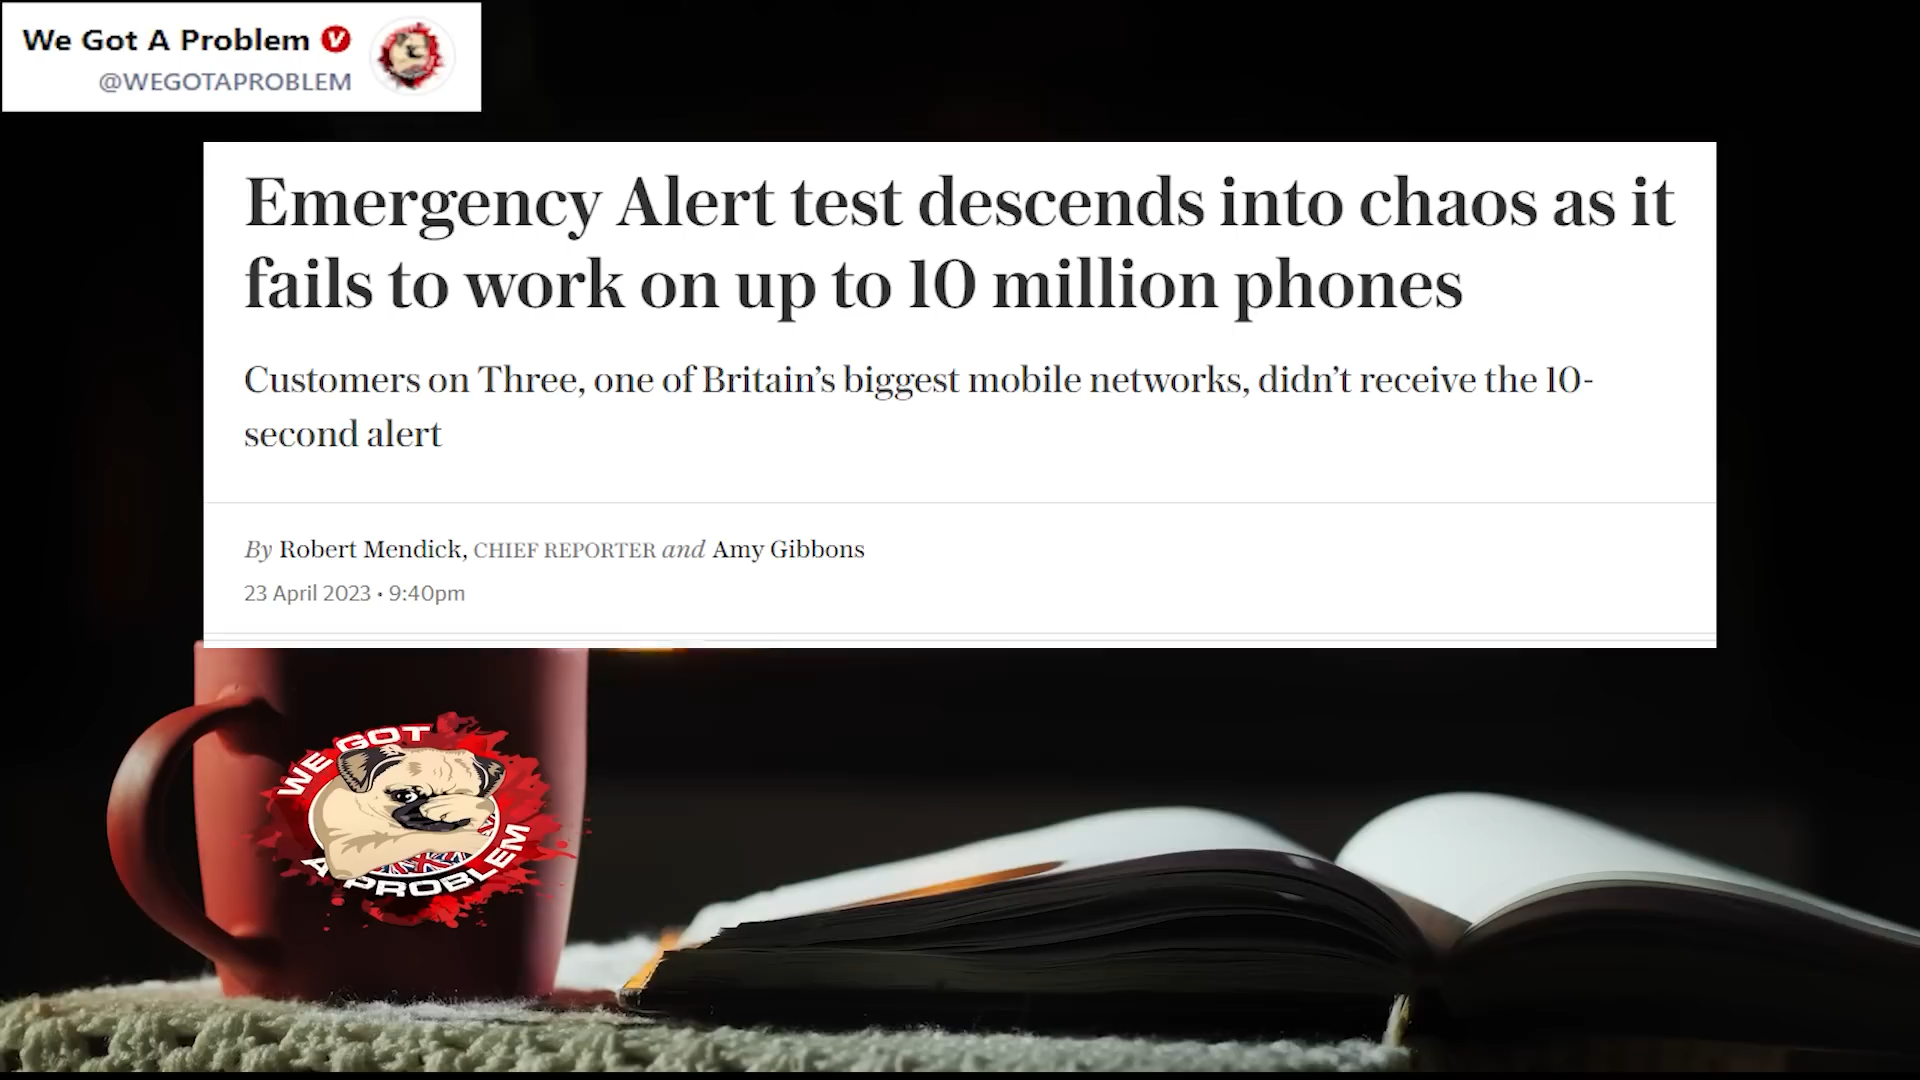 We Got A Problem V
@WEGOTAPROBLEM
Emergency Alert test descends into chaos as it
fails to work on up to 10 million phones
Customers on Three, one of Britain’s biggest mobile networks, didn’t receive the 10-
second alert
By Robert Mendick, CHIEF REPORTER and Amy Gibbons
23 April 2023 • 9:40pm
WE GOT
A PROBLEM